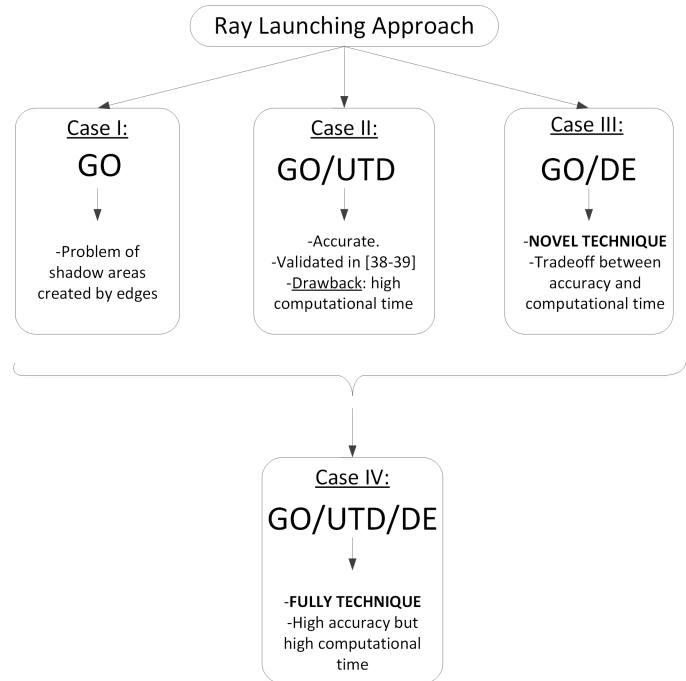 Ray Launching Approach
Case I:
GO
-Problem of
shadow areas
created by edges
Case II:
GO/UTD
-Accurate.
-Validated in [38-39]
-Drawback: high
computational time
Case III:
GO/DE
-NOVEL TECHNIQUE
-Tradeoff between
accuracy and
computational time
Case IV:
GO/UTD/DE
-FULLY TECHNIQUE
-High accuracy but
high computational
time